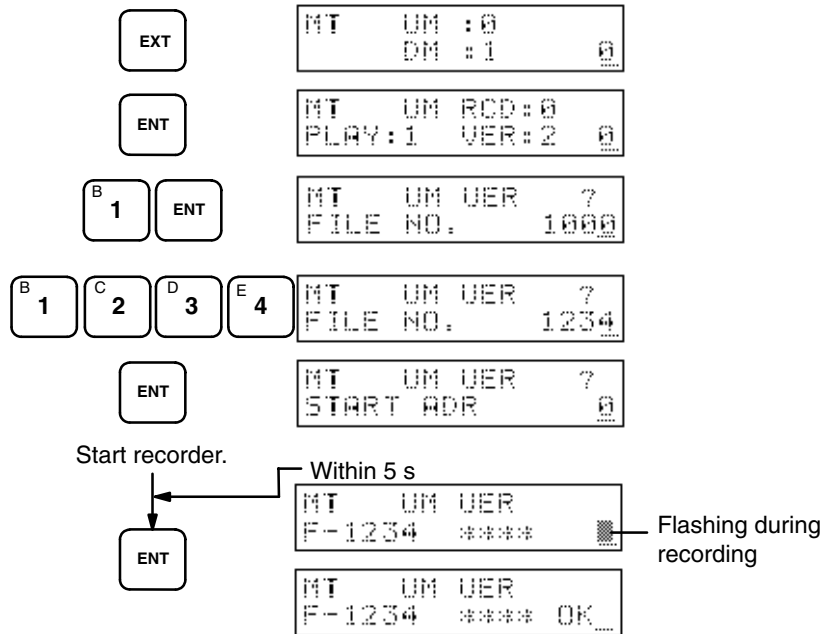 EXT
MT UM :0
DM :1 0
ENT
MT UM RCD:0
PLAY:1 VER:2 0
B 1 ENT
MT UM VER ?
FILE NO. 1000
B 1 C 2 D 3 E 4
MT UM VER ?
FILE NO. 1234
ENT
MT UM VER ?
START ADR 0
Start recorder.
Within 5 s
MT UM VER
F-1234 ****
Flashing during
recording
ENT
MT UM VER
F-1234 **** OK_